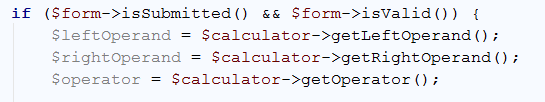 if ($form->isSubmitted() && $form->isValid()) {
    $leftOperand = $calculator->getLeftOperand();
    $rightOperand = $calculator->getRightOperand();
    $operator = $calculator->getOperator();